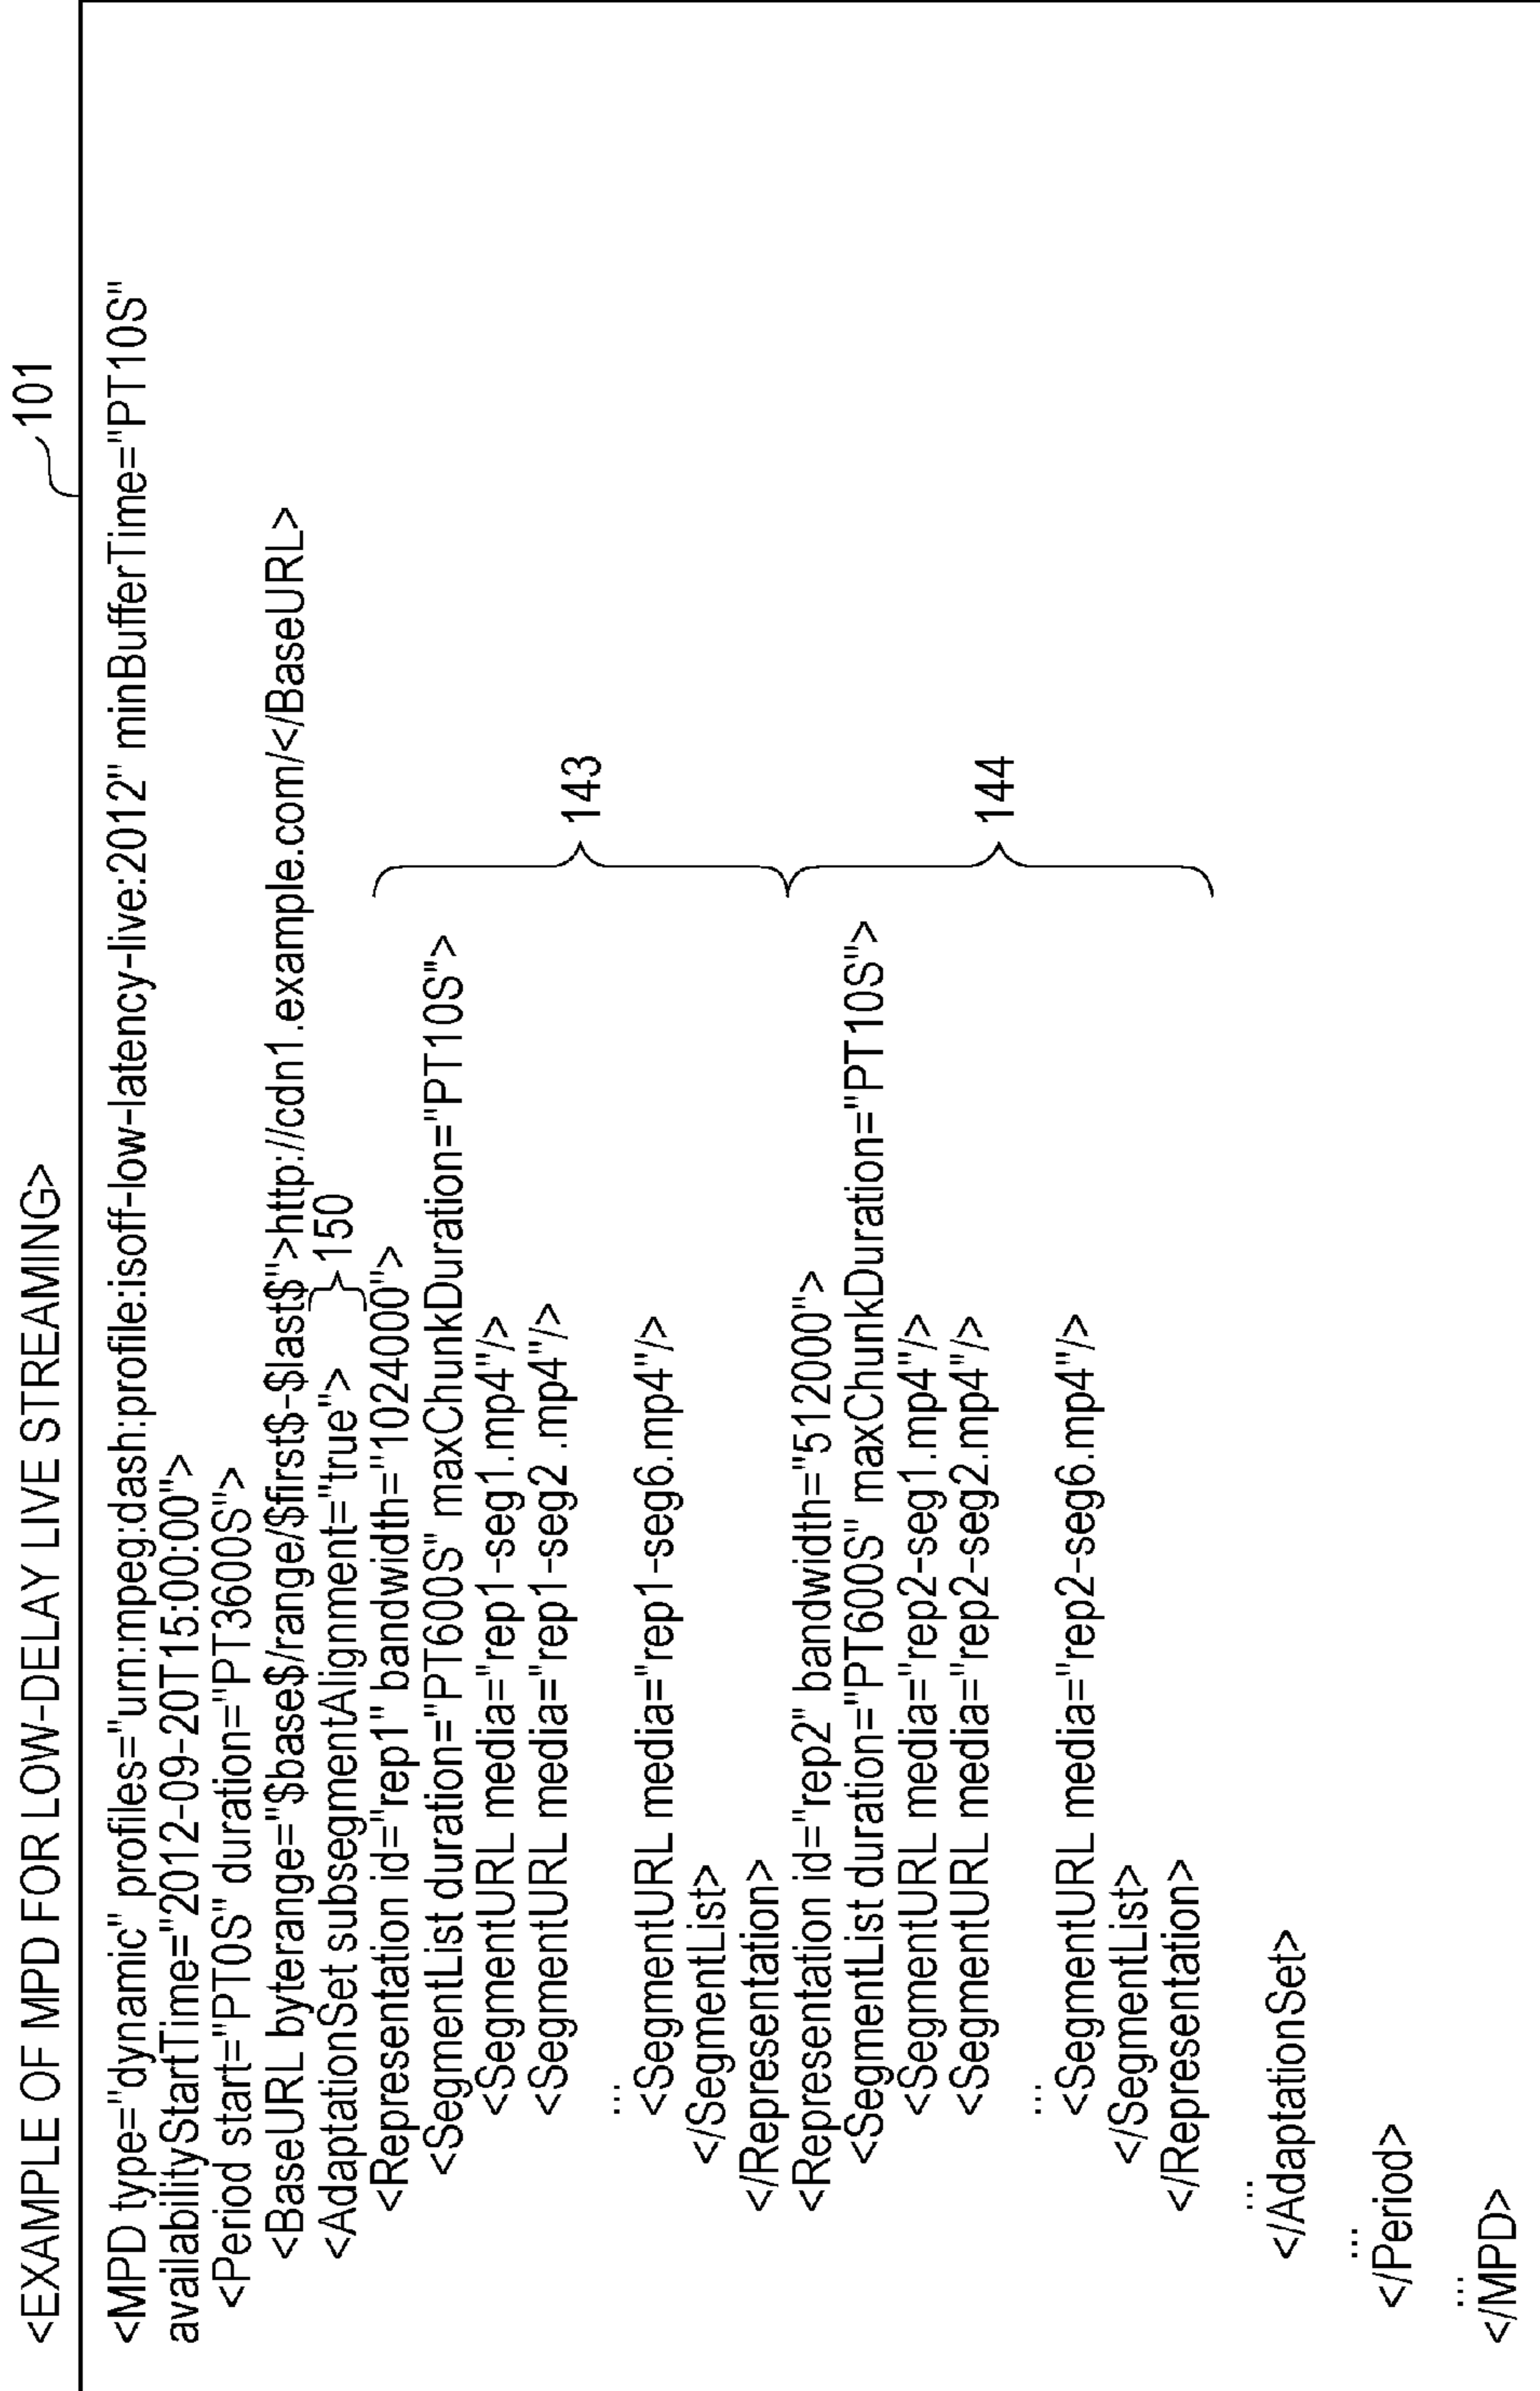 <EXAMPLE OF MPD FOR LOW-DELAY LIVE STREAMING>
101
<MPD type="dynamic" profiles="urn:mpeg:dash:profile:isoff-low-latency-live:2012" minBufferTime="PT10S"
availabilityStartTime="2012-09-20T15:00:00">
<Period start="PT0S" duration="PT3600S">
<BaseURL byterange="$base$/range/$first$-$last$">http://cdn1.example.com/</BaseURL>
<AdaptationSet subsegmentAlignment="true">
150
<Representation id="rep1" bandwidth="1024000">
<SegmentList duration="PT600S" maxChunkDuration="PT10S">
<SegmentURL media="rep1-seg1.mp4"/>
<SegmentURL media="rep1-seg2 .mp4"/>
...
<SegmentURL media="rep1-seg6.mp4"/>
</SegmentList>
</Representation>
143
<Representation id="rep2" bandwidth="512000">
<SegmentList duration="PT600S" maxChunkDuration="PT10S">
<SegmentURL media="rep2-seg1.mp4"/>
<SegmentURL media="rep2-seg2.mp4"/>
...
<SegmentURL media="rep2-seg6.mp4"/>
</SegmentList>
</Representation>
144
...
</AdaptationSet>
...
</Period>
...
</MPD>